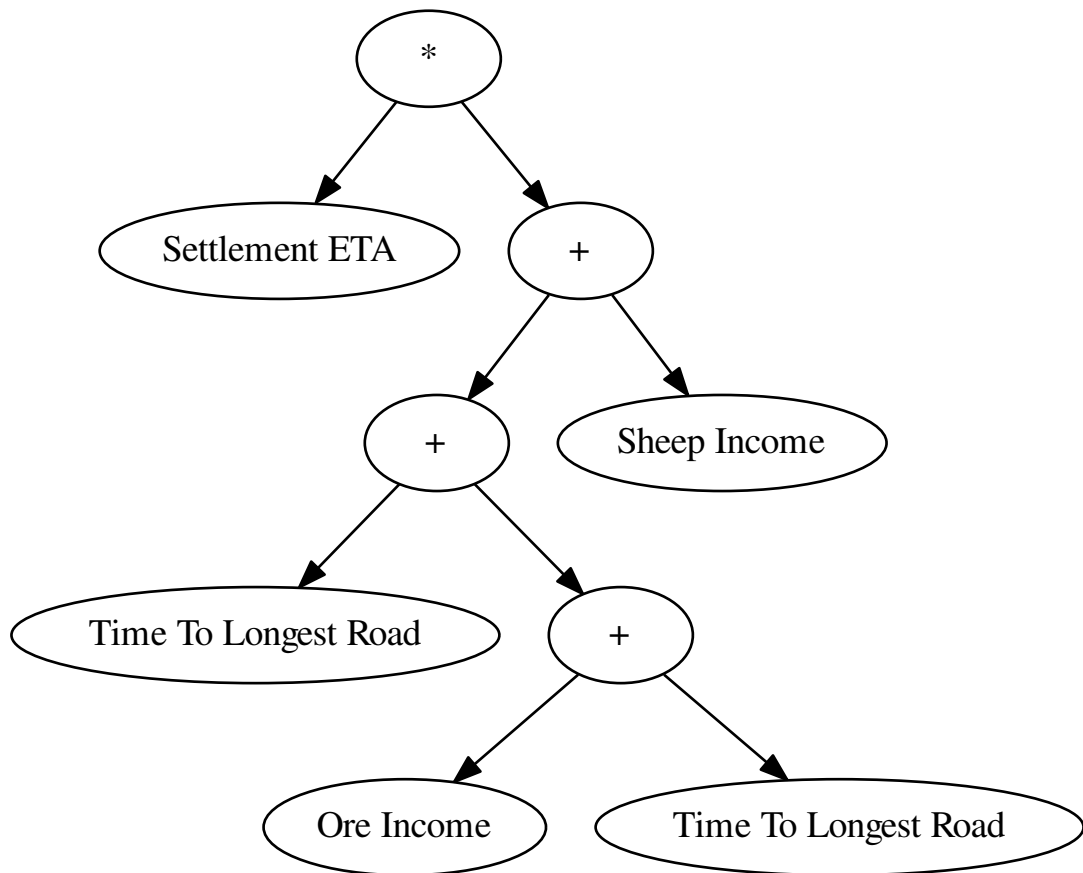 *
Settlement ETA
+
+
Sheep Income
Time To Longest Road
+
Ore Income
Time To Longest Road